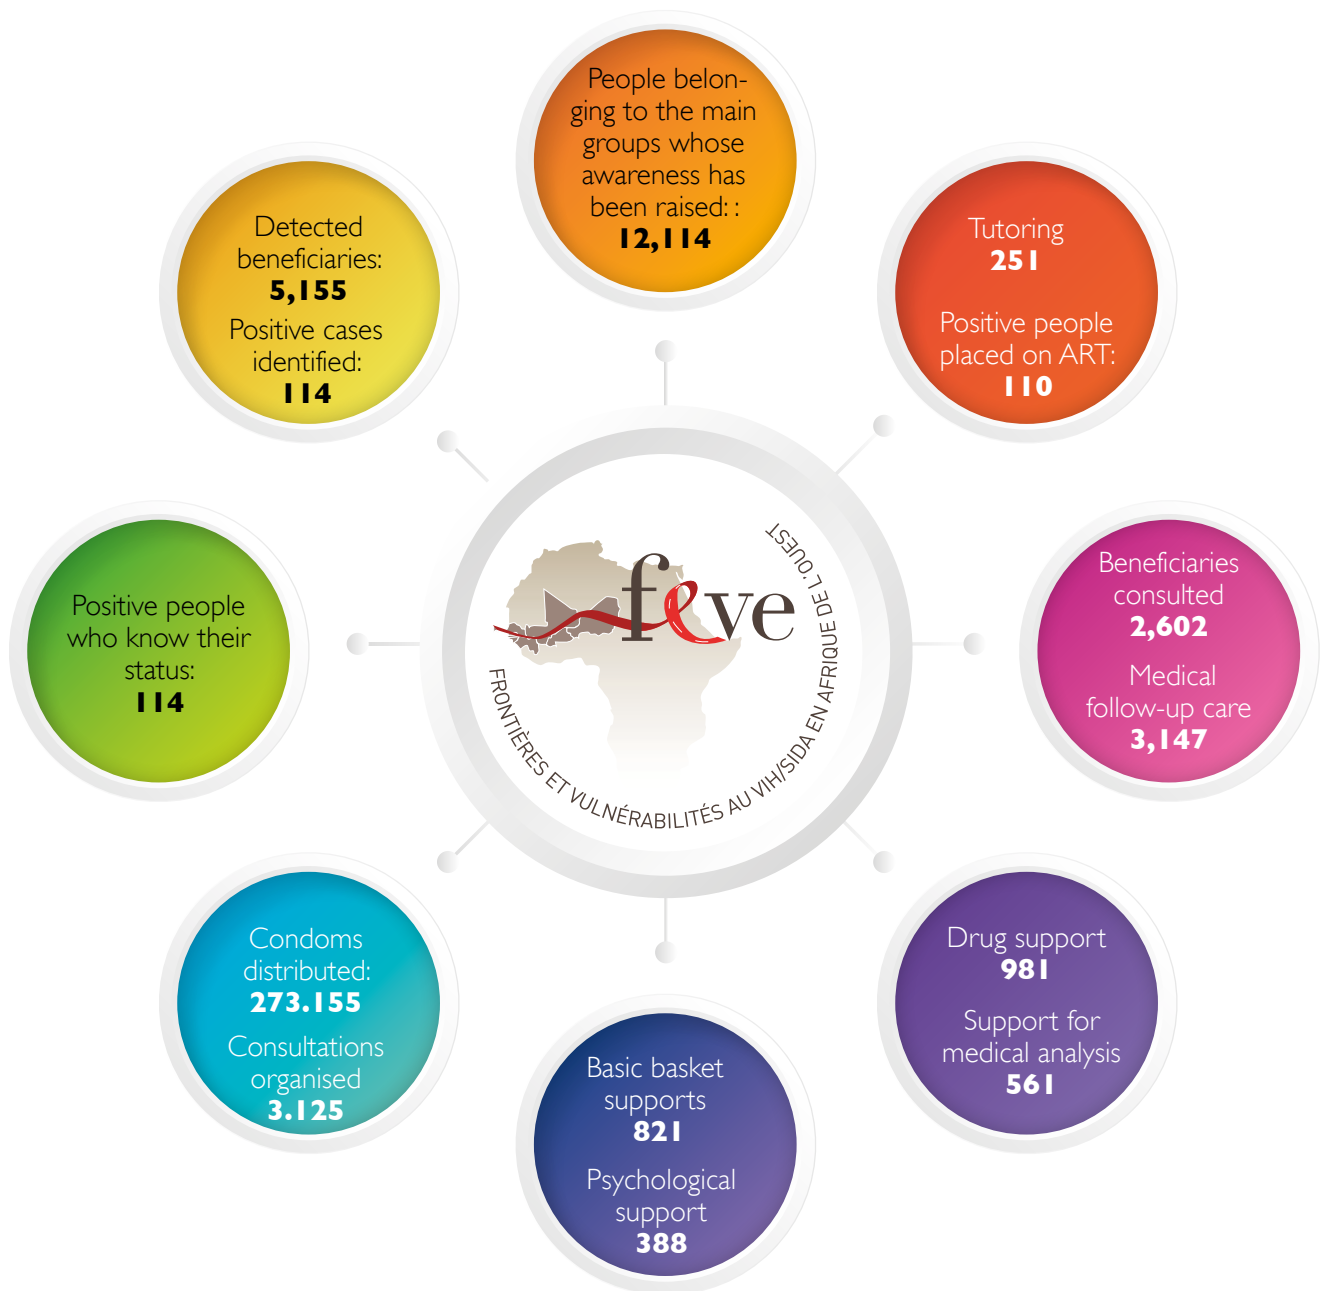 People belon-
ging to the main
groups whose
awareness has
been raised: :
12,114
Detected
beneficiaries:
5,155
Positive cases
identified:
114
Tutoring
251
Positive people
placed on ART:
110
Positive people
who know their
status:
114
feve
FRONTIÈRES ET VULNÉRABILITÉS AU VIH/SIDA EN AFRIQUE DE L'OUEST
Beneficiaries
consulted
2,602
Medical
follow-up care
3,147
Condoms
distributed:
273.155
Consultations
organised
3.125
Drug support
981
Support for
medical analysis
561
Basic basket
supports
821
Psychological
support
388